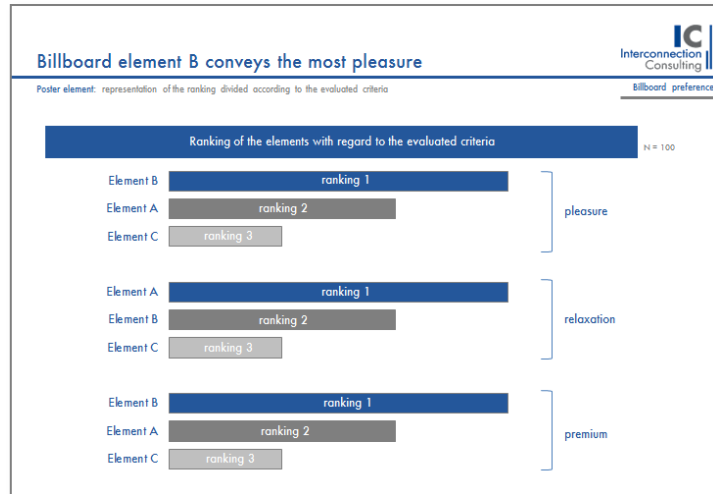 IC
Interconnection
Consulting
Billboard element B conveys the most pleasure
Poster element: representation of the ranking divided according to the evaluated criteria
Billboard preference
Ranking of the elements with regard to the evaluated criteria
N = 100
Element B ranking 1
Element A ranking 2
Element C ranking 3
pleasure
Element A ranking 1
Element B ranking 2
Element C ranking 3
relaxation
Element B ranking 1
Element A ranking 2
Element C ranking 3
premium